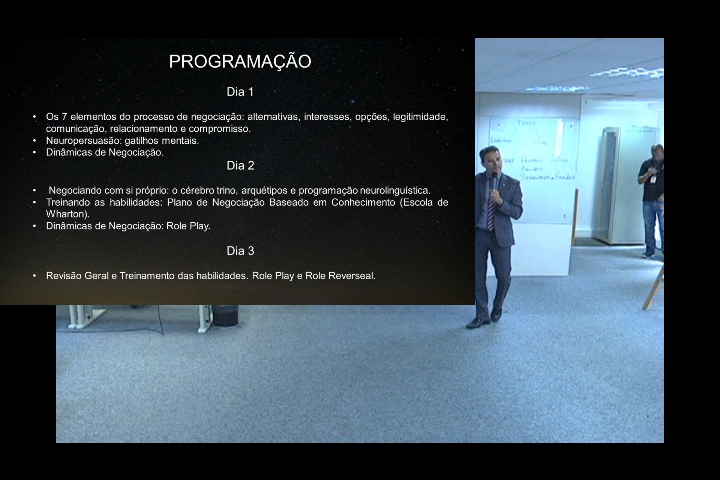 PROGRAMAÇÃO
Dia 1
• Os 7 elementos do processo de negociação: alternativas, interesses, opções, legitimidade,
comunicação, relacionamento e compromisso.
• Neuropersuasão: gatilhos mentais.
• Dinâmicas de Negociação.
Dia 2
• Negociando com si próprio: o cérebro trino, arquétipos e programação neurolinguística.
• Treinando as habilidades: Plano de Negociação Baseado em Conhecimento (Escola de
Wharton).
• Dinâmicas de Negociação: Role Play.
Dia 3
• Revisão Geral e Treinamento das habilidades. Role Play e Role Reverseal.